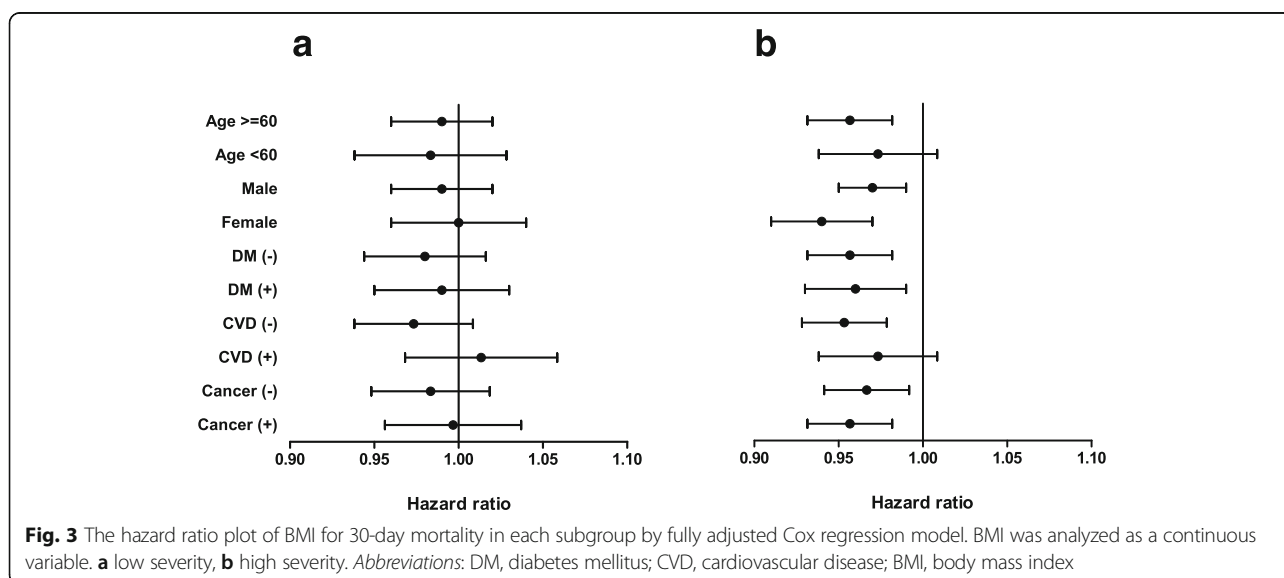 a
b
Age >=60
Age <60
Male
Female
DM (-)
DM (+)
CVD (-)
CVD (+)
Cancer (-)
Cancer (+)
0.90 0.95 1.00 1.05 1.10
0.90 0.95 1.00 1.05 1.10
Hazard ratio
Hazard ratio
Fig. 3 The hazard ratio plot of BMI for 30-day mortality in each subgroup by fully adjusted Cox regression model. BMI was analyzed as a continuous
variable. a low severity, b high severity. Abbreviations: DM, diabetes mellitus; CVD, cardiovascular disease; BMI, body mass index